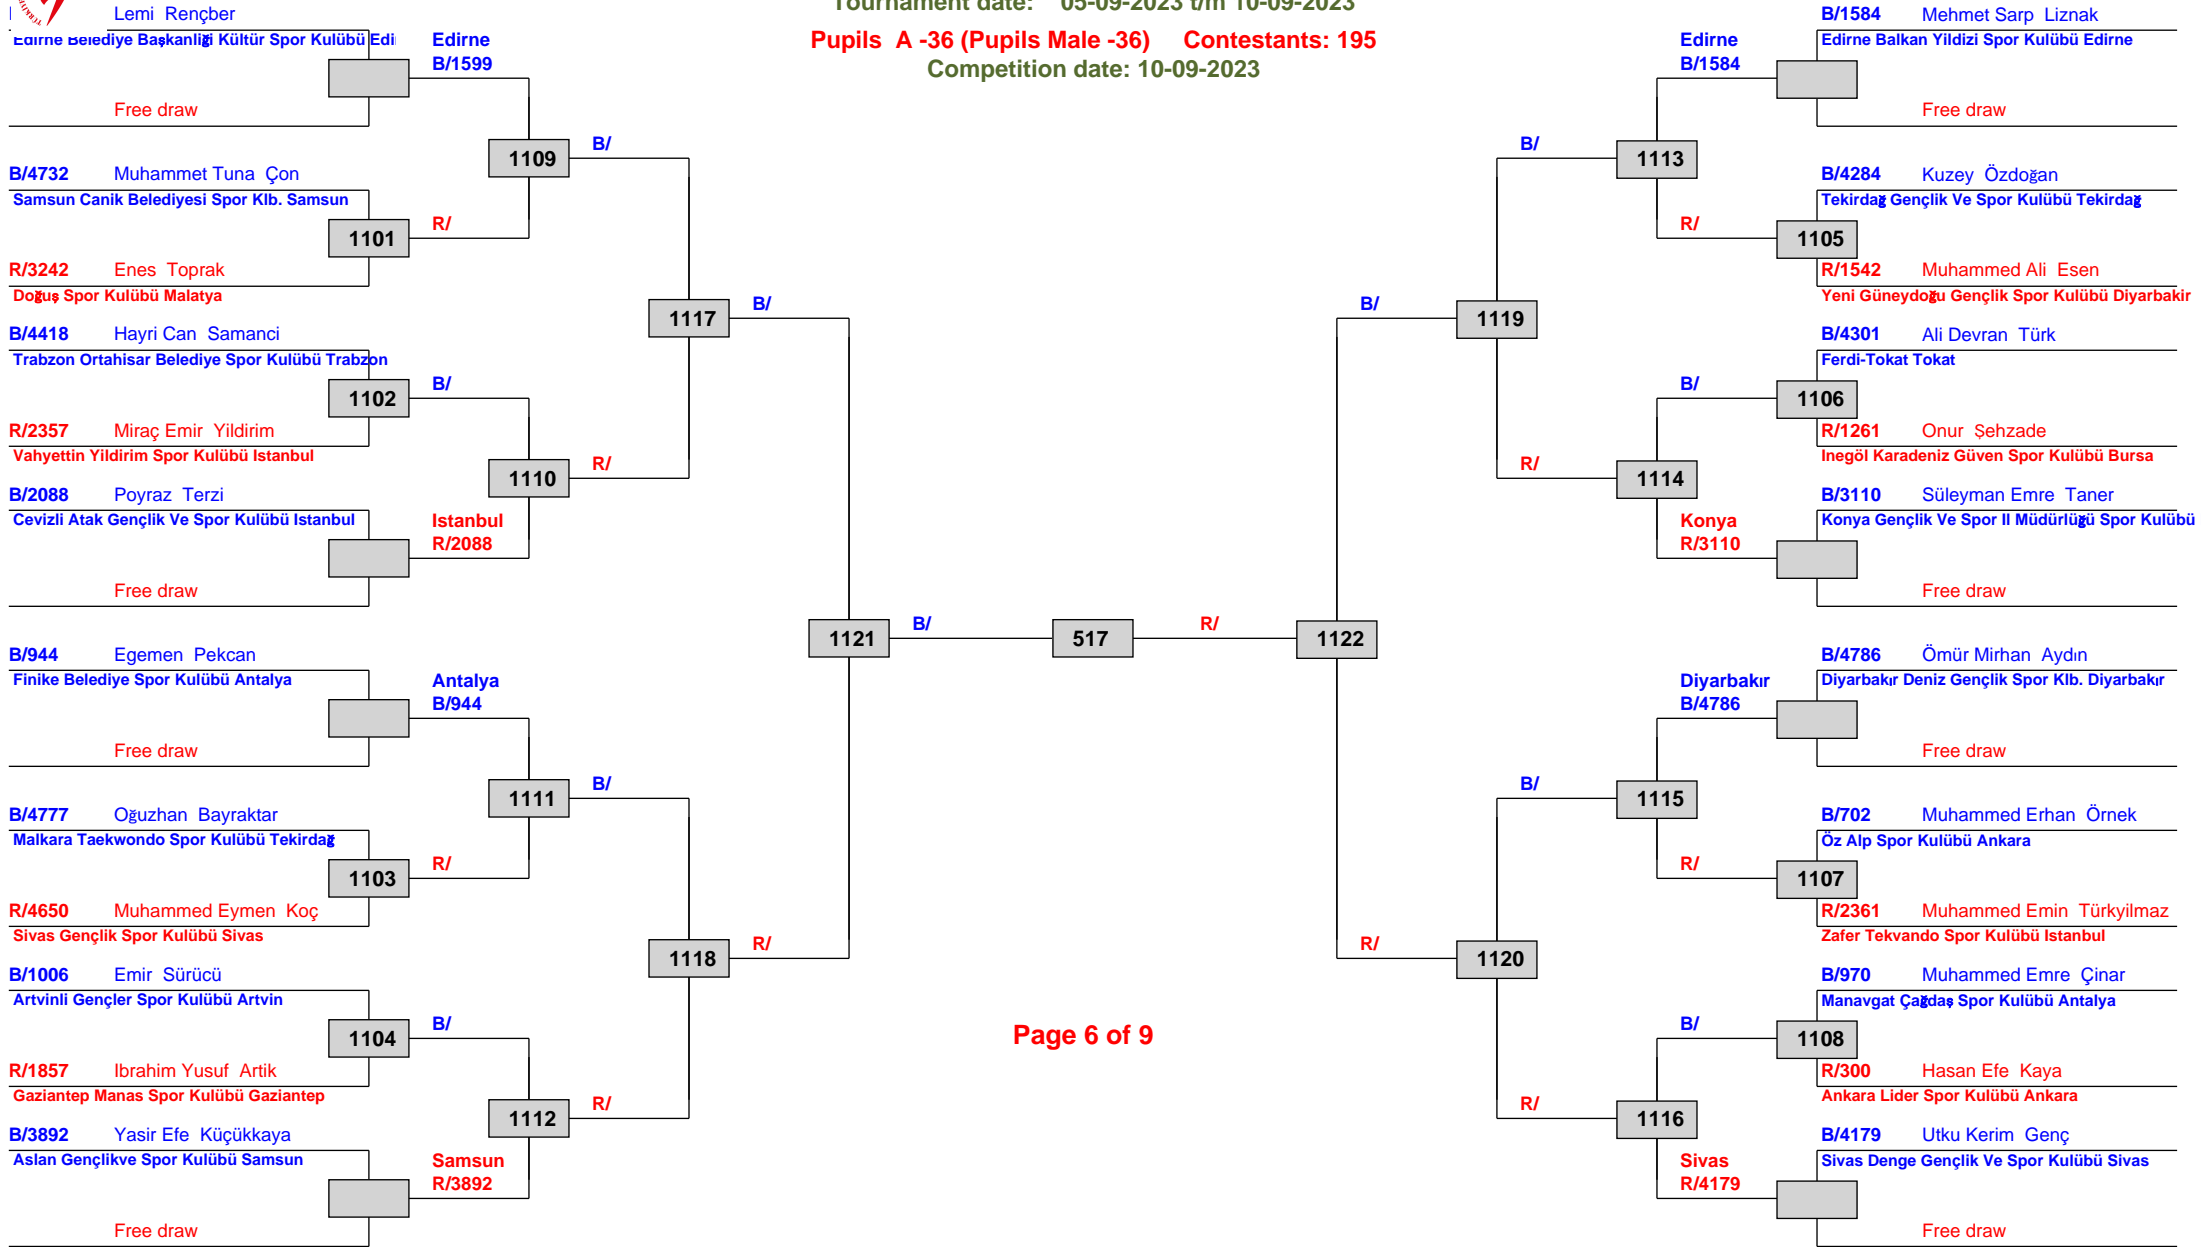 Tournament date: 05-09-2023 t/m 10-09-2023
Pupils A -36 (Pupils Male -36) Contestants: 195
Competition date: 10-09-2023
Lemi Rençber
Edirne Belediye Başkanliği Kültür Spor Kulübü Edi
Free draw
Edirne
B/1599
B/4732 Muhammet Tuna Çon
Samsun Canik Belediyesi Spor Klb. Samsun
1101
R/3242 Enes Toprak
Doğuş Spor Kulübü Malatya
R/
1109
B/
B/4418 Hayri Can Samanci
Trabzon Ortahisar Belediye Spor Kulübü Trabzon
1102
R/2357 Miraç Emir Yildirim
Vahyettin Yildirim Spor Kulübü Istanbul
B/
B/2088 Poyraz Terzi
Cevizli Atak Gençlik Ve Spor Kulübü Istanbul
Free draw
Istanbul
R/2088
1110
R/
1117
B/
B/944 Egemen Pekcan
Finike Belediye Spor Kulübü Antalya
Free draw
Antalya
B/944
B/4777 Oğuzhan Bayraktar
Malkara Taekwondo Spor Kulübü Tekirdağ
1103
R/4650 Muhammed Eymen Koç
Sivas Gençlik Spor Kulübü Sivas
R/
1111
B/
B/1006 Emir Sürücü
Artvinli Gençler Spor Kulübü Artvin
1104
R/1857 Ibrahim Yusuf Artik
Gaziantep Manas Spor Kulübü Gaziantep
B/
B/3892 Yasir Efe Küçükkaya
Aslan Gençlikve Spor Kulübü Samsun
Free draw
Samsun
R/3892
1112
R/
1118
R/
1121
B/
517
R/
1122
B/1584 Mehmet Sarp Liznak
Edirne Balkan Yildizi Spor Kulübü Edirne
Free draw
Edirne
B/1584
B/4284 Kuzey Özdoğan
Tekirdağ Gençlik Ve Spor Kulübü Tekirdağ
1105
R/1542 Muhammed Ali Esen
Yeni Güneydoğu Gençlik Spor Kulübü Diyarbakir
R/
1113
B/
B/4301 Ali Devran Türk
Ferdi-Tokat Tokat
1106
R/1261 Onur Şehzade
Inegöl Karadeniz Güven Spor Kulübü Bursa
B/
B/3110 Süleyman Emre Taner
Konya Gençlik Ve Spor Il Müdürlüğü Spor Kulübü
Free draw
Konya
R/3110
1114
R/
1119
B/
B/4786 Ömür Mirhan Aydın
Diyarbakır Deniz Gençlik Spor Klb. Diyarbakır
Free draw
Diyarbakır
B/4786
B/702 Muhammed Erhan Örnek
Öz Alp Spor Kulübü Ankara
1107
R/2361 Muhammed Emin Türkyilmaz
Zafer Tekvando Spor Kulübü Istanbul
R/
1115
B/
B/970 Muhammed Emre Çinar
Manavgat Çağdaş Spor Kulübü Antalya
1108
R/300 Hasan Efe Kaya
Ankara Lider Spor Kulübü Ankara
B/
B/4179 Utku Kerim Genç
Sivas Denge Gençlik Ve Spor Kulübü Sivas
Free draw
Sivas
R/4179
1116
R/
1120
R/
Page 6 of 9